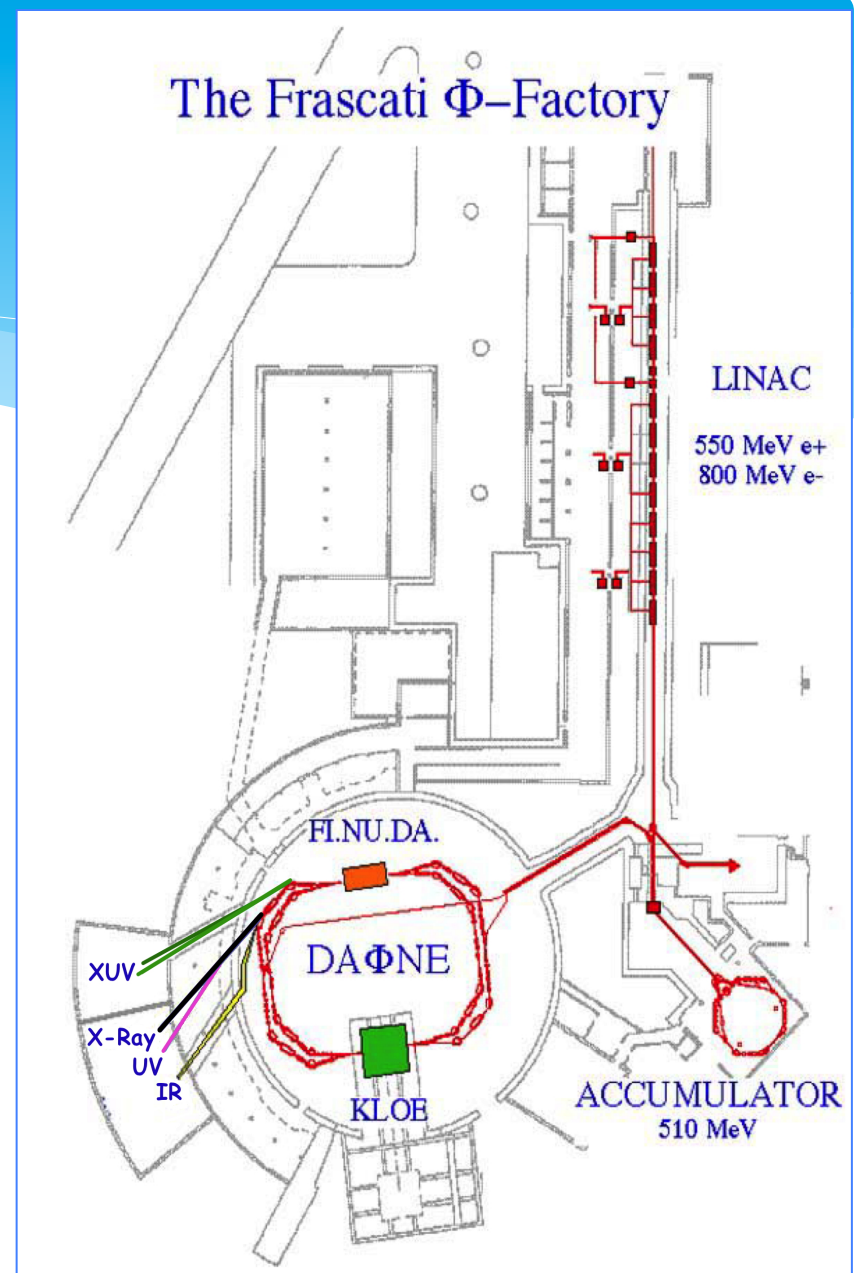 The Frascati Φ–Factory
LINAC
550 MeV e+
800 MeV e-
FI.NU.DA.
DAΦNE
XUV
X-Ray
UV
IR
KLOE
ACCUMULATOR
510 MeV